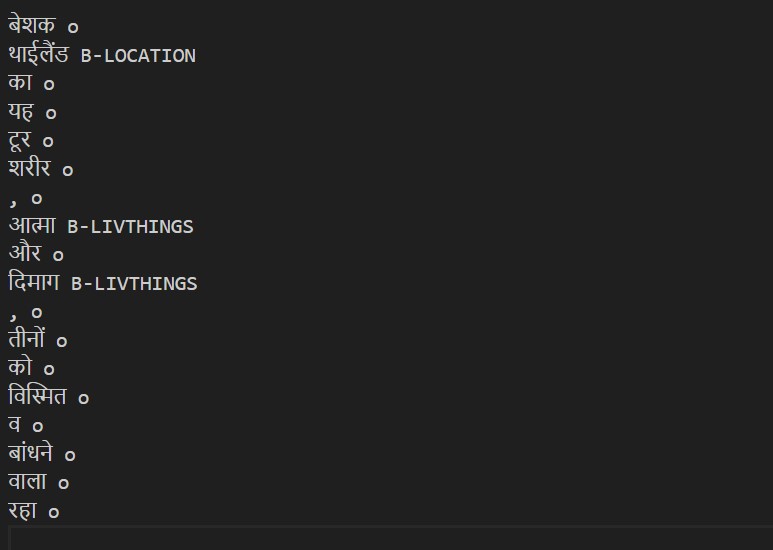 बेशक o
थाईलैंड B-LOCATION
का o
यह o
टूर o
शरीर o
, o
आत्मा B-LIVTHINGS
और o
दिमाग B-LIVTHINGS
, o
तीनों o
को o
विस्मित o
व o
बांधने o
वाला o
रहा o